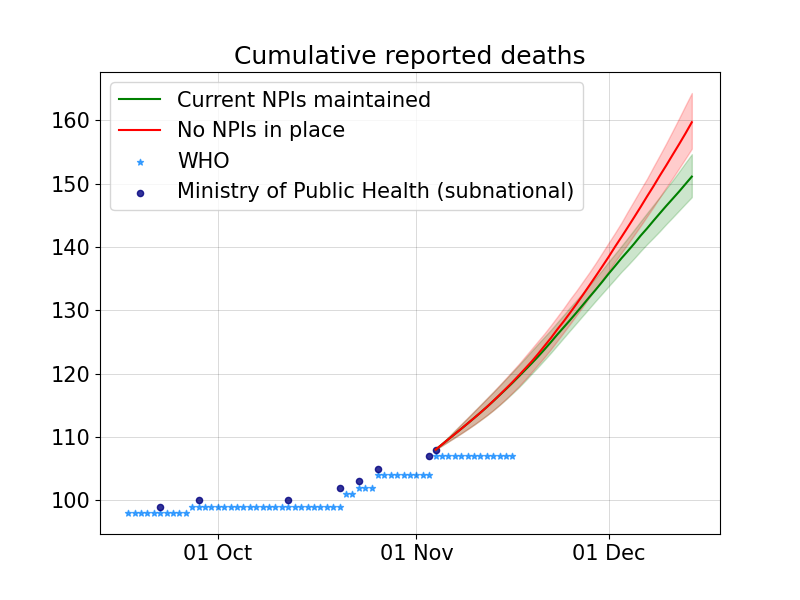 Cumulative reported deaths
Current NPIs maintained
No NPIs in place
WHO
Ministry of Public Health (subnational)
160
150
140
130
120
110
100
01 Oct
01 Nov
01 Dec